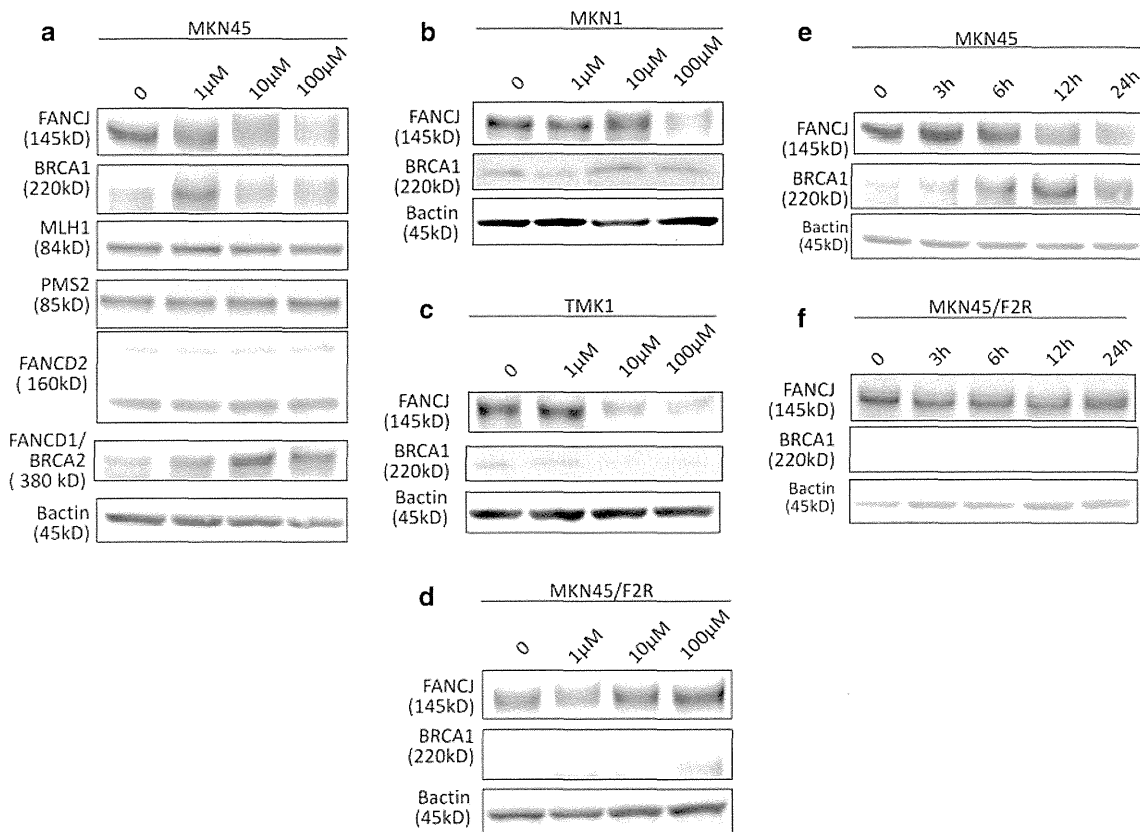 a
MKN45
0 1µM 10µM 100µM
FANCJ
(145kD)
BRCA1
(220kD)
MLH1
(84kD)
PMS2
(85kD)
FANCD2
( 160kD)
FANCD1/
BRCA2
( 380 kD)
Bactin
(45kD)
b
MKN1
0 1µM 10µM 100µM
FANCJ
(145kD)
BRCA1
(220kD)
Bactin
(45kD)
c
TMK1
0 1µM 10µM 100µM
FANCJ
(145kD)
BRCA1
(220kD)
Bactin
(45kD)
d
MKN45/F2R
0 1µM 10µM 100µM
FANCJ
(145kD)
BRCA1
(220kD)
Bactin
(45kD)
e
MKN45
0 3h 6h 12h 24h
FANCJ
(145kD)
BRCA1
(220kD)
Bactin
(45kD)
f
MKN45/F2R
0 3h 6h 12h 24h
FANCJ
(145kD)
BRCA1
(220kD)
Bactin
(45kD)